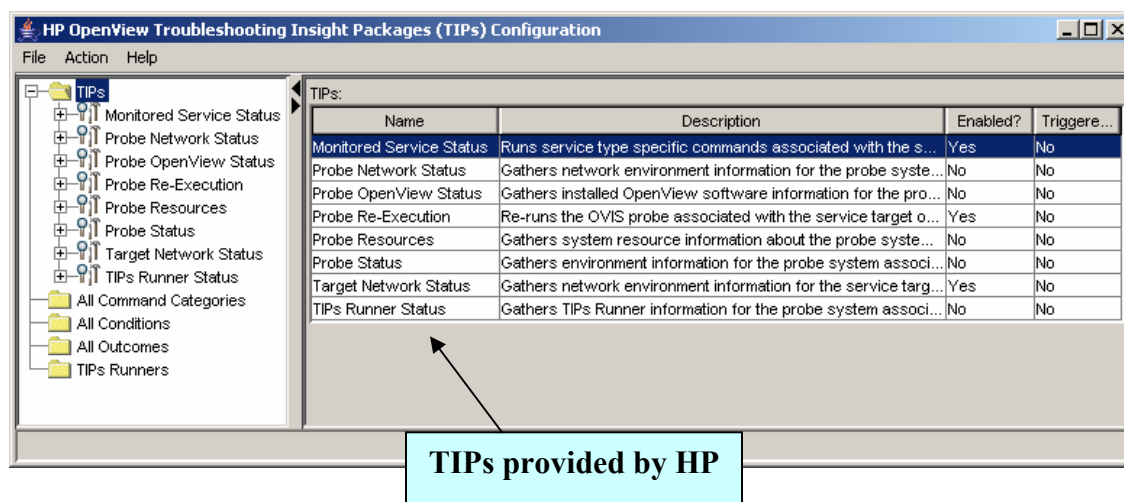 HP OpenView Troubleshooting Insight Packages (TIPs) Configuration
File Action Help
TIPs
Monitored Service Status
Probe Network Status
Probe OpenView Status
Probe Re-Execution
Probe Resources
Probe Status
Target Network Status
TIPs Runner Status
All Command Categories
All Conditions
All Outcomes
TIPs Runners
TIPs:
Name Description Enabled? Triggere...
Monitored Service Status Runs service type specific commands associated with the s... Yes No
Probe Network Status Gathers network environment information for the probe syste... No No
Probe OpenView Status Gathers installed OpenView software information for the pro... No No
Probe Re-Execution Re-runs the OVIS probe associated with the service target o... Yes No
Probe Resources Gathers system resource information about the probe syste... No No
Probe Status Gathers environment information for the probe system associ... No No
Target Network Status Gathers network environment information for the service targ... Yes No
TIPs Runner Status Gathers TIPs Runner information for the probe system associ... No No
TIPs provided by HP